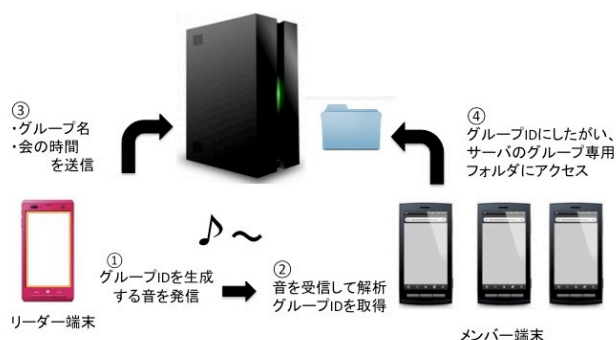 ③
・グループ名
・会の時間
を送信
④
グループIDにしたがい、
サーバのグループ専用
フォルダにアクセス
①
グループIDを生成
する音を発信
②
音を受信して解析
グループIDを取得
リーダー端末
メンバー端末